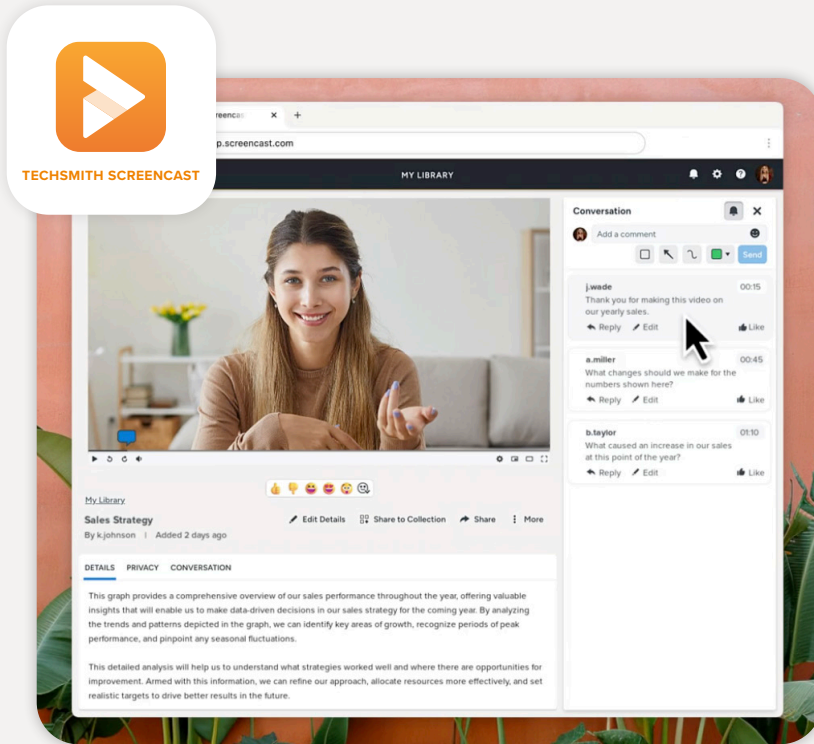 TECHSMITH SCREENCAST
p.screencast.com
MY LIBRARY
Conversation
Add a comment
Send
j.wade 00:15
Thank you for making this video on
our yearly sales.
Reply Edit Like
a.miller 00:45
What changes should we make for the
numbers shown here?
Reply Edit Like
b.taylor 01:10
What caused an increase in our sales
at this point of the year?
Reply Edit Like
My Library
Sales Strategy
By k.johnson | Added 2 days ago
Edit Details Share to Collection Share More
DETAILS PRIVACY CONVERSATION
This graph provides a comprehensive overview of our sales performance throughout the year, offering valuable
insights that will enable us to make data-driven decisions in our sales strategy for the coming year. By analyzing
the trends and patterns depicted in the graph, we can identify key areas of growth, recognize periods of peak
performance, and pinpoint any seasonal fluctuations.
This detailed analysis will help us to understand what strategies worked well and where there are opportunities for
improvement. Armed with this information, we can refine our approach, allocate resources more effectively, and set
realistic targets to drive better results in the future.